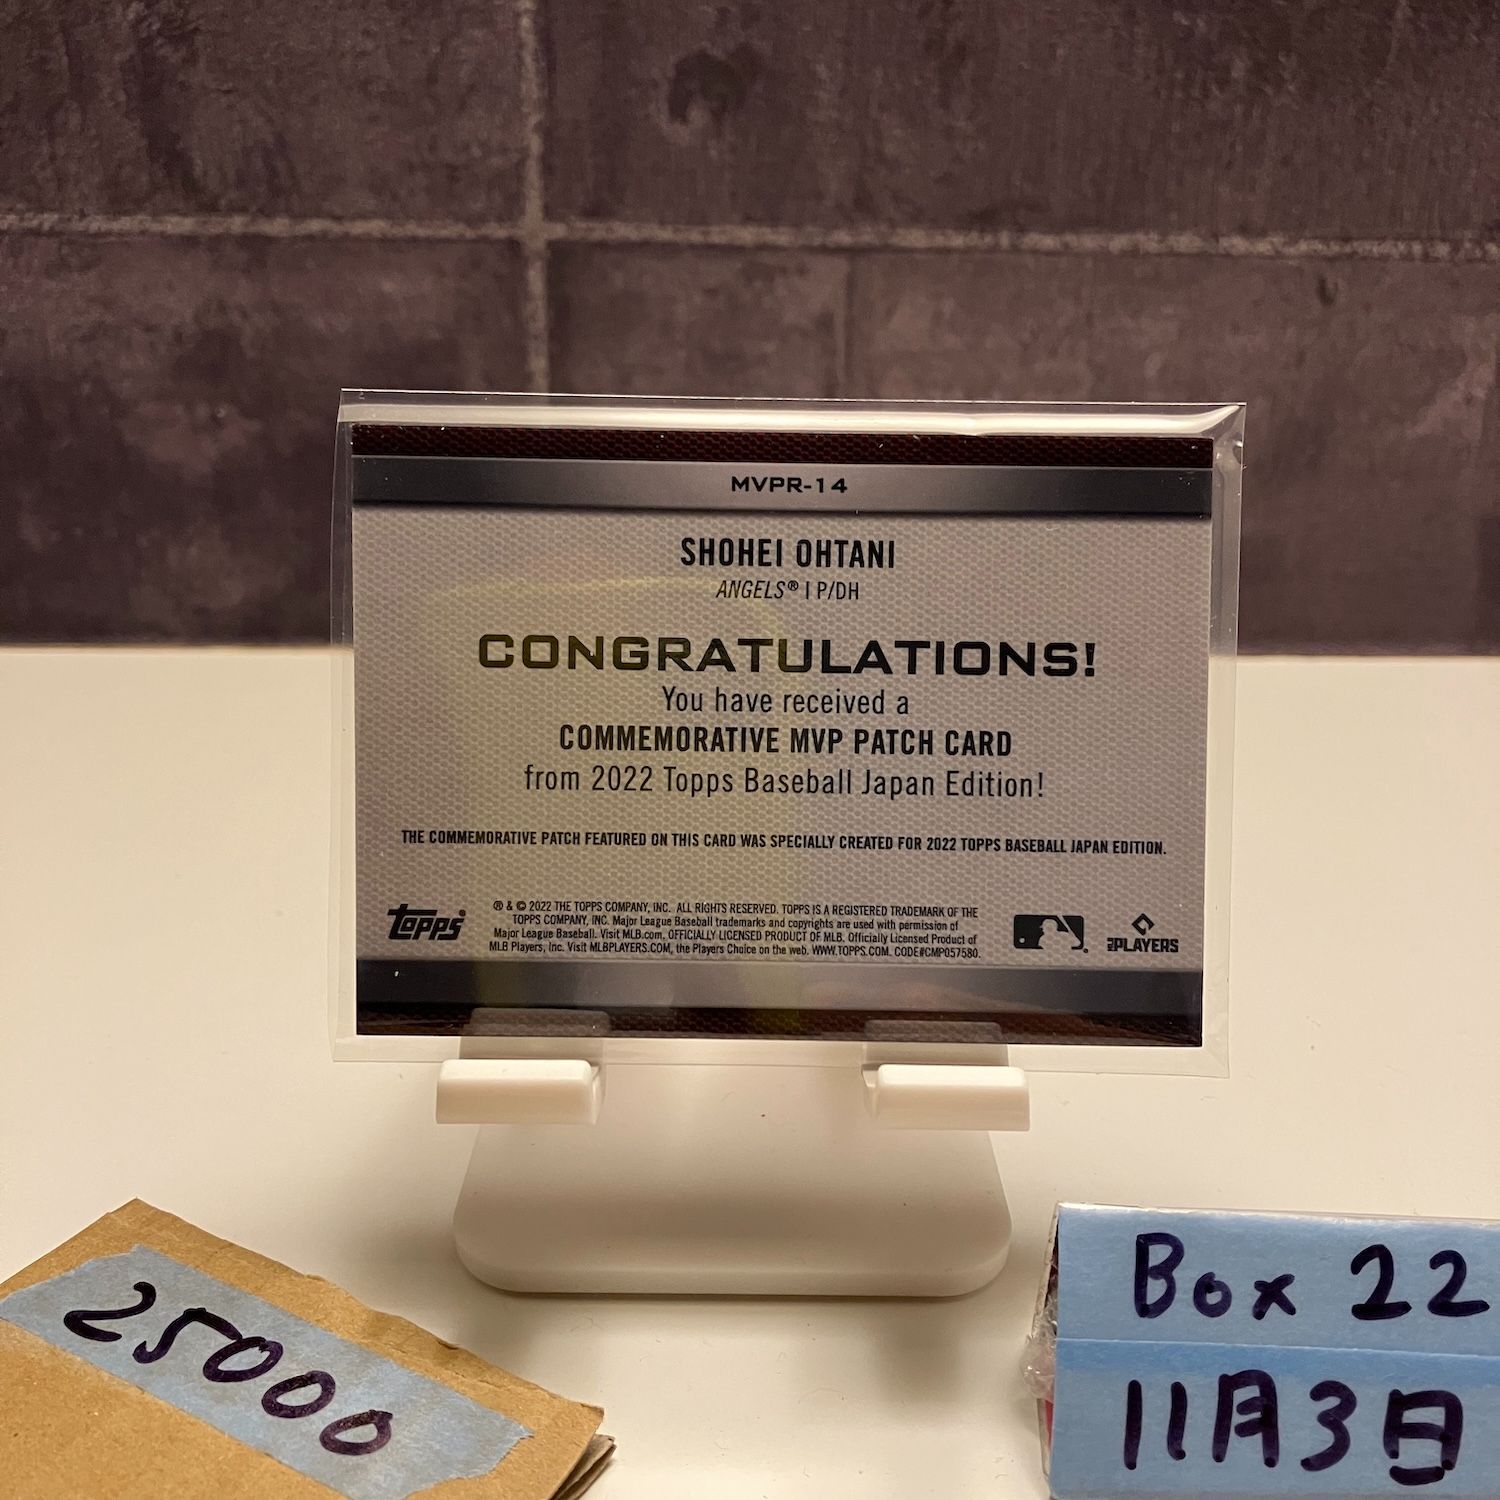 MVPR-14
SHOHEI OHTANI
ANGELS® | P/DH
CONGRATULATIONS!
You have received a
COMMEMORATIVE MVP PATCH CARD
from 2022 Topps Baseball Japan Edition!
THE COMMEMORATIVE PATCH FEATURED ON THIS CARD WAS SPECIALLY CREATED FOR 2022 TOPPS BASEBALL JAPAN EDITION.
topps
® & © 2022 THE TOPPS COMPANY, INC. ALL RIGHTS RESERVED. TOPPS IS A REGISTERED TRADEMARK OF THE
TOPPS COMPANY, INC. Major League Baseball trademarks and copyrights are used with permission of
Major League Baseball. Visit MLB.com. OFFICIALLY LICENSED PRODUCT OF MLB. Officially Licensed Product of
MLB Players, Inc. Visit MLBPLAYERS.COM, the Players Choice on the web. WWW.TOPPS.COM. CODE#CMP057580.
MLB PLAYERS
25000
Box 22
11月3日